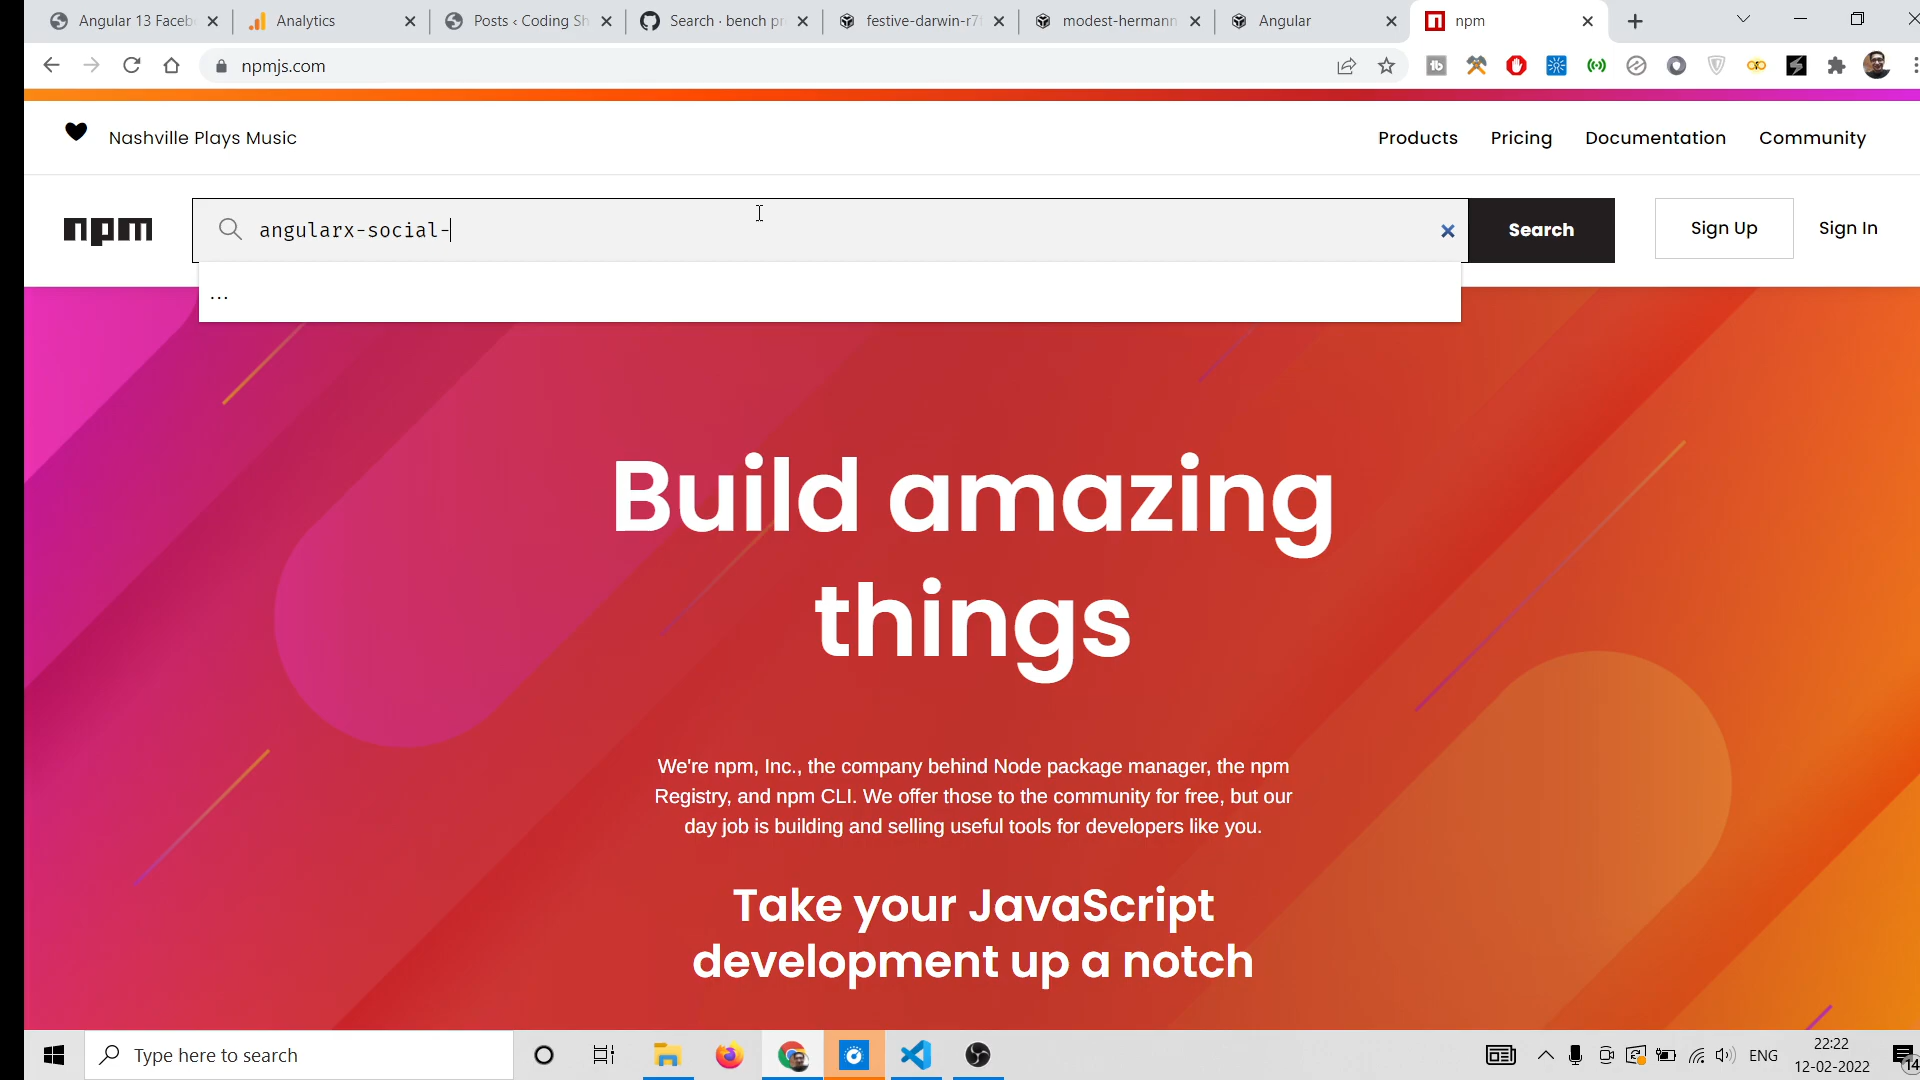 Angular 13 Faceb
Analytics
Posts ‹ Coding Sh
Search · bench pr
festive-darwin-r7
modest-hermann
Angular
npm
npmjs.com
Nashville Plays Music
Products
Pricing
Documentation
Community
npm
angularx-social-
Search
Sign Up
Sign In
...
Build amazing
things
We're npm, Inc., the company behind Node package manager, the npm
Registry, and npm CLI. We offer those to the community for free, but our
day job is building and selling useful tools for developers like you.
Take your JavaScript
development up a notch
Type here to search
ENG
22:22
12-02-2022
14